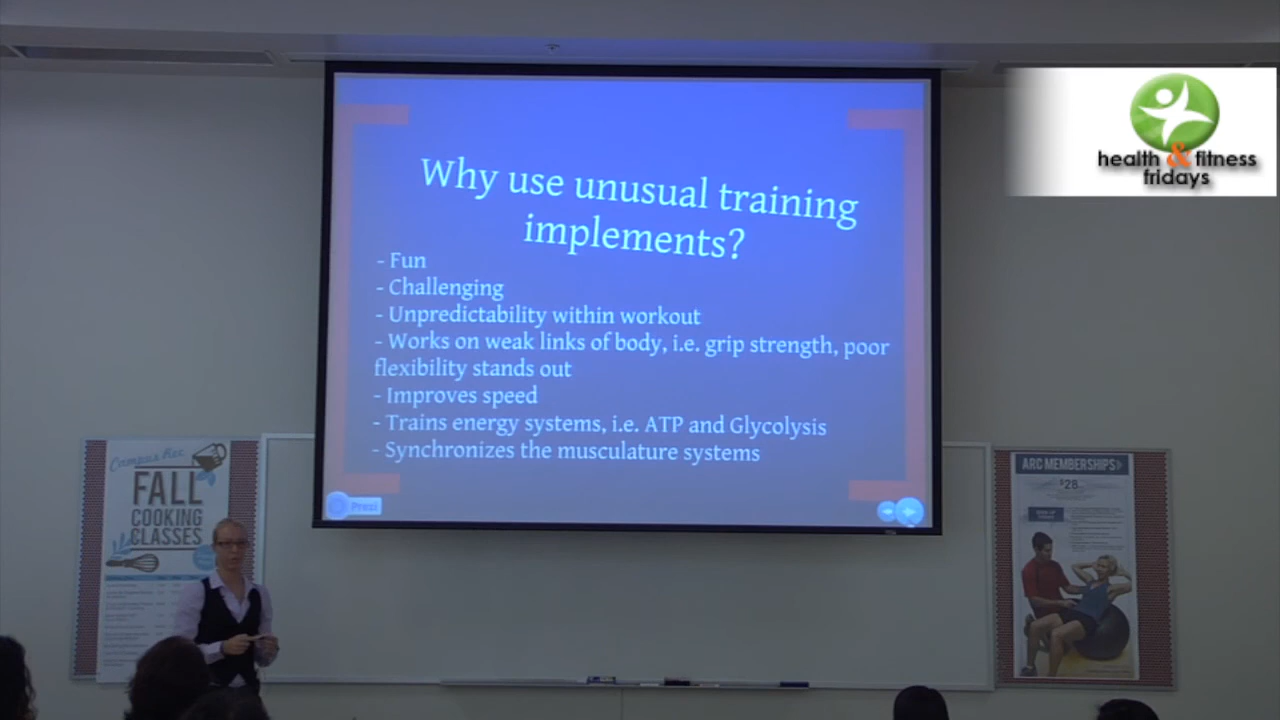 Why use unusual training
implements?
- Fun
- Challenging
- Unpredictability within workout
- Works on weak links of body, i.e. grip strength, poor
flexibility stands out
- Improves speed
- Trains energy systems, i.e. ATP and Glycolysis
- Synchronizes the musculature systems
Prezi
health & fitness
fridays
Campus Rec
FALL
COOKING
CLASSES
ARC MEMBERSHIPS
$28